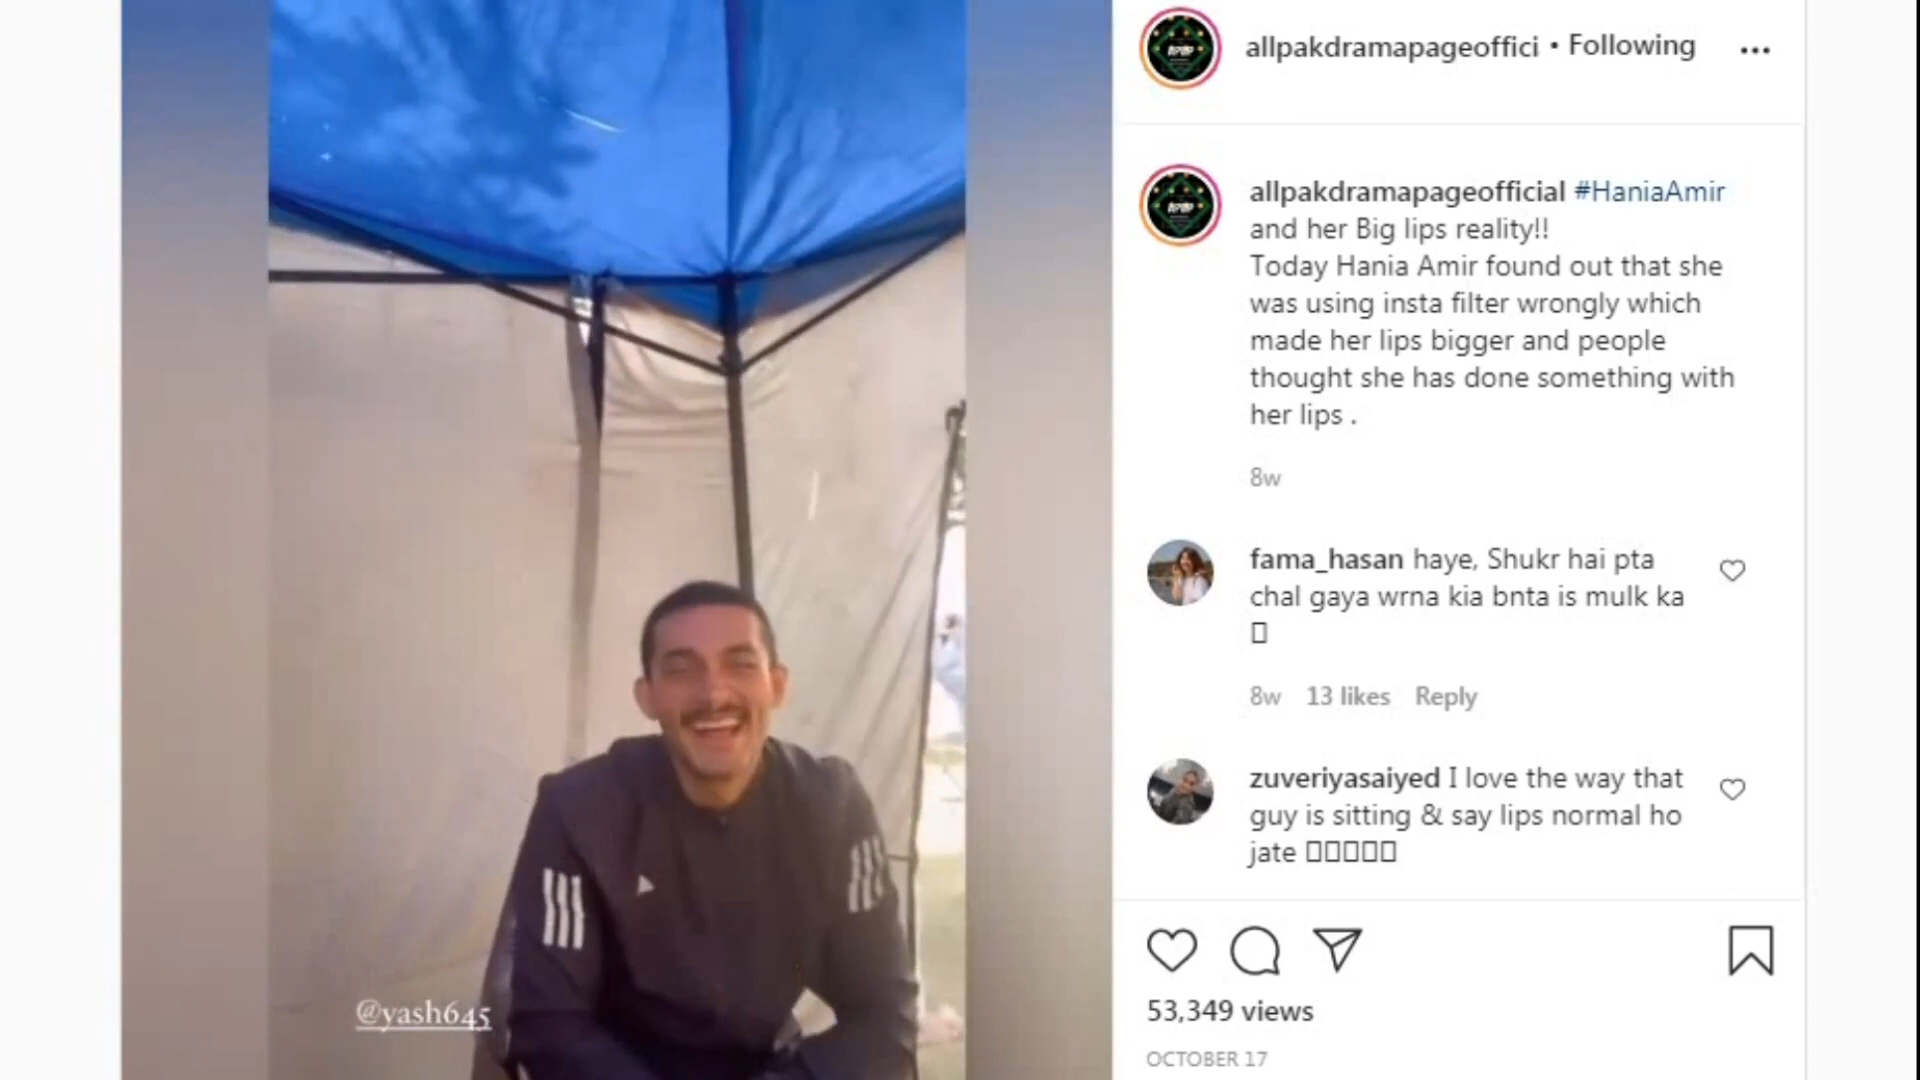 allpakdramapageoffici • Following
allpakdramapageofficial #HaniaAmir
and her Big lips reality!!
Today Hania Amir found out that she
was using insta filter wrongly which
made her lips bigger and people
thought she has done something with
her lips .
8w
fama_hasan haye, Shukr hai pta
chal gaya wrna kia bnta is mulk ka
8w 13 likes Reply
zuveriyasaiyed I love the way that
guy is sitting & say lips normal ho
jate
@yash645
53,349 views
OCTOBER 17